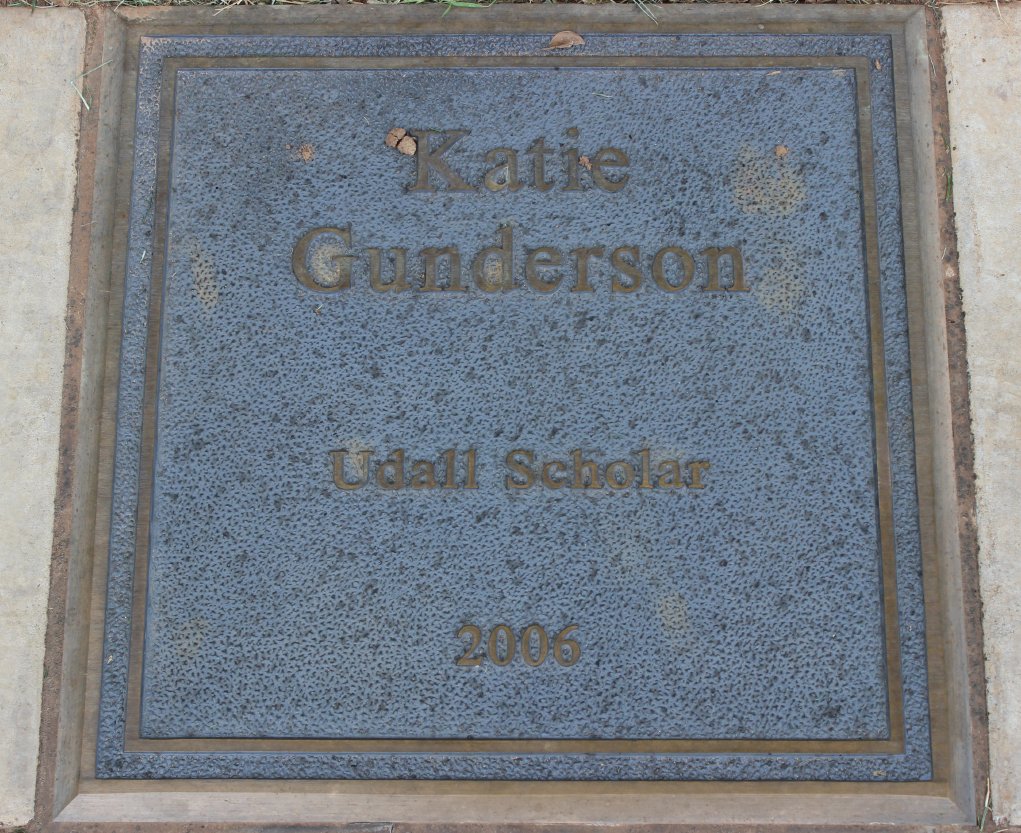 Katie
Gunderson
Udall Scholar
2006